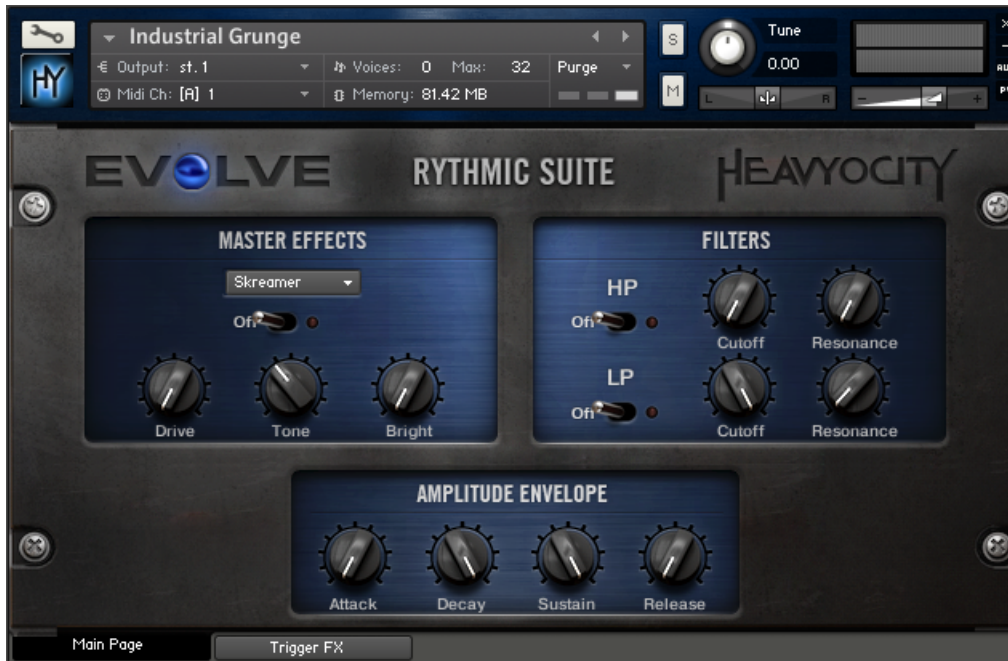 Industrial Grunge
Output: st.1
Voices: 0 Max: 32
Purge
Midi Ch: [A] 1
Memory: 81.42 MB
S
M
Tune
0.00
L R
- +
HY
EVOLVE
RYTHMIC SUITE
HEAVYOCITY
MASTER EFFECTS
Skreamer
Off
Drive Tone Bright
FILTERS
HP
Off
Cutoff Resonance
LP
Off
Cutoff Resonance
AMPLITUDE ENVELOPE
Attack Decay Sustain Release
Main Page
Trigger FX